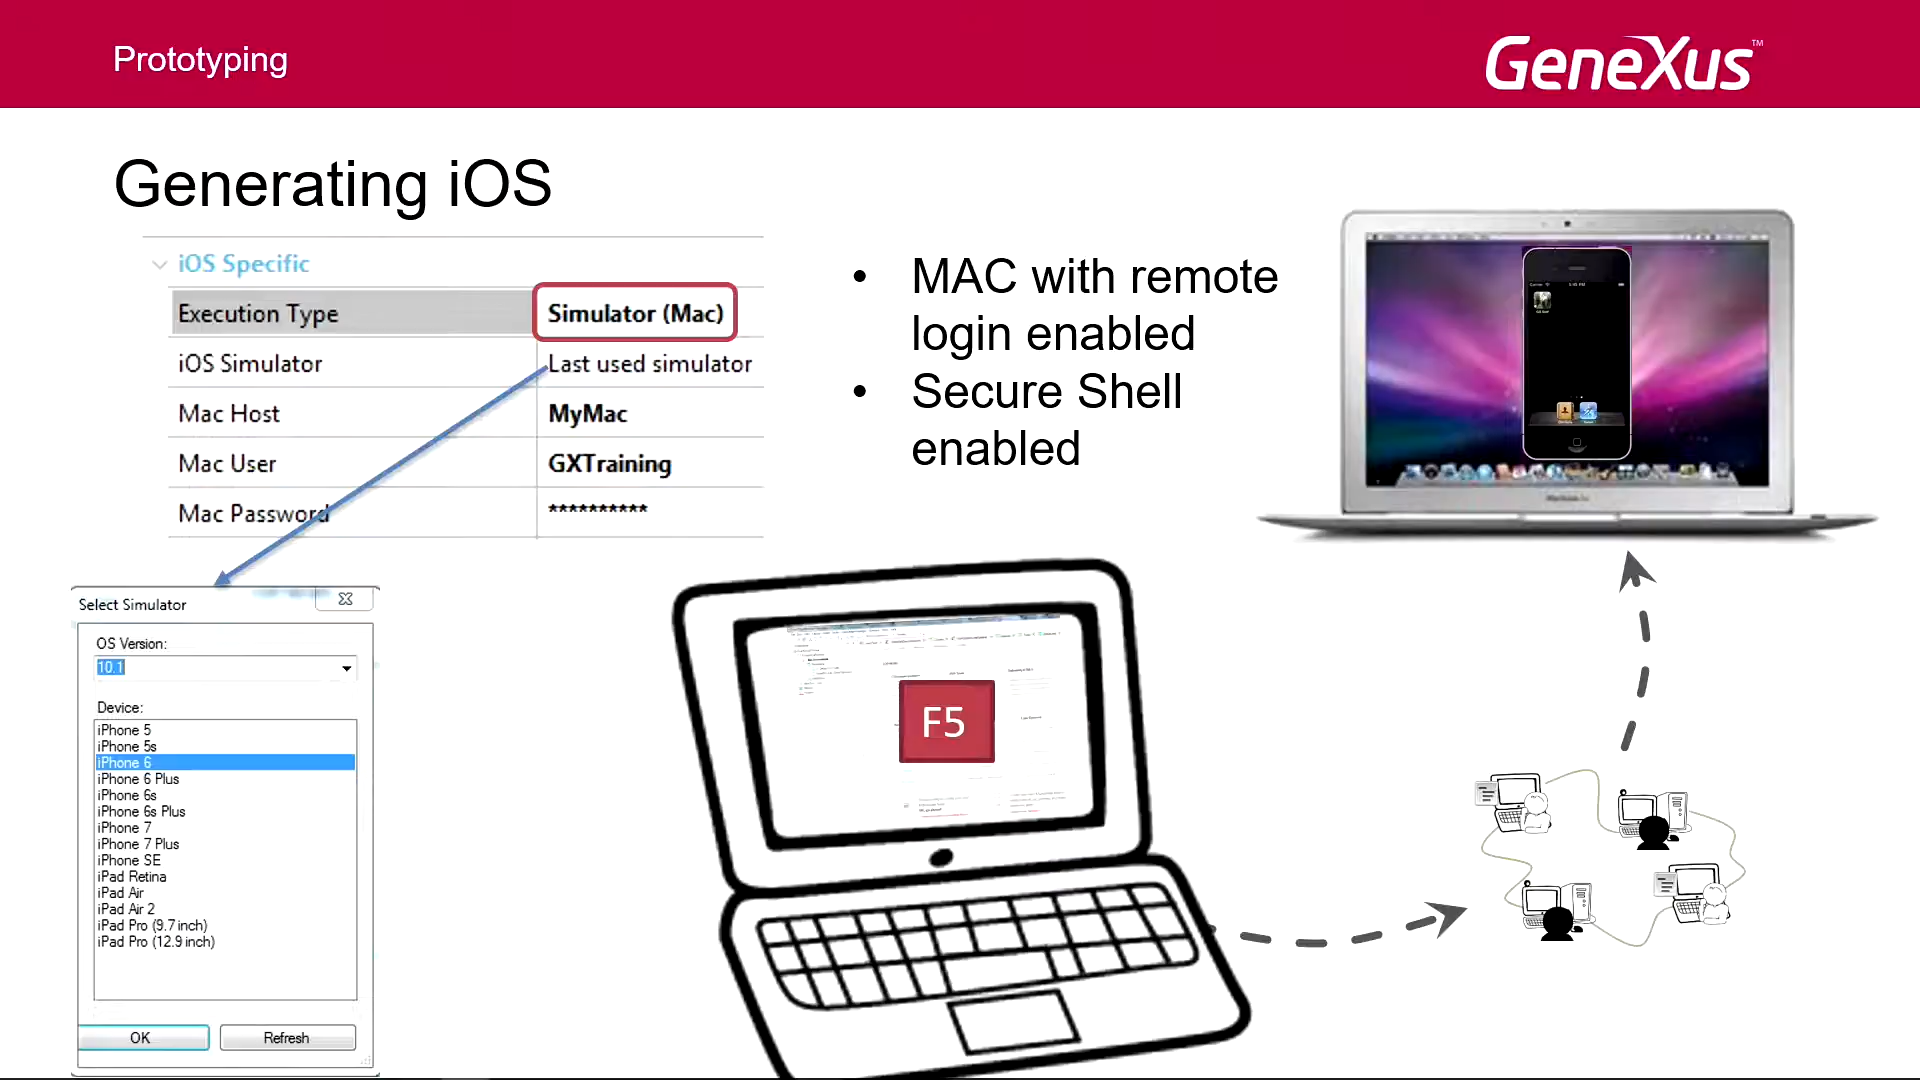 Prototyping
GeneXus™
Generating iOS
iOS Specific
Execution Type
Simulator (Mac)
iOS Simulator
Last used simulator
Mac Host
MyMac
Mac User
GXTraining
Mac Password
**********
• MAC with remote
login enabled
• Secure Shell
enabled
Select Simulator
OS Version:
10.1
Device:
iPhone 5
iPhone 5s
iPhone 6
iPhone 6 Plus
iPhone 6s
iPhone 6s Plus
iPhone 7
iPhone 7 Plus
iPhone SE
iPad Retina
iPad Air
iPad Air 2
iPad Pro (9.7 inch)
iPad Pro (12.9 inch)
OK
Refresh
F5